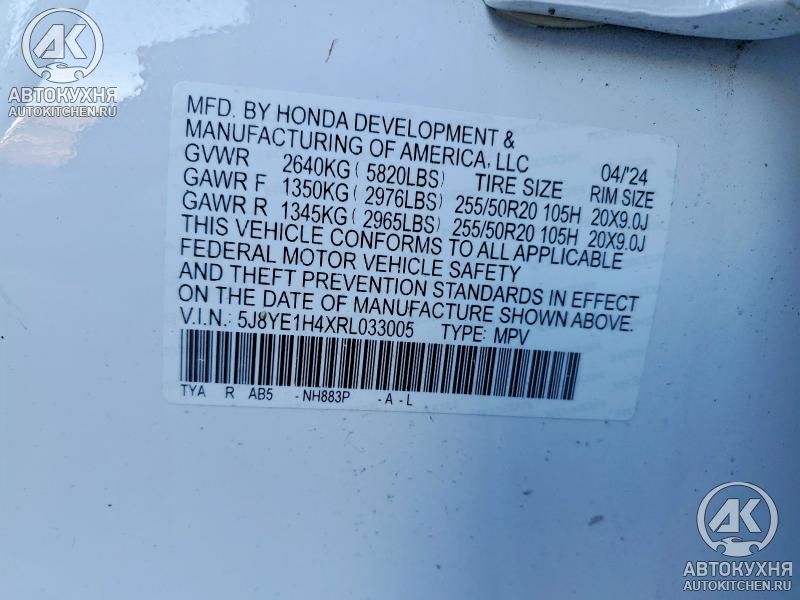 AK
АВТОКУХНЯ
AUTOKITCHEN.RU
MFD. BY HONDA DEVELOPMENT &
MANUFACTURING OF AMERICA, LLC 04/'24
GVWR 2640KG ( 5820LBS) TIRE SIZE RIM SIZE
GAWR F 1350KG ( 2976LBS) 255/50R20 105H 20X9.0J
GAWR R 1345KG ( 2965LBS) 255/50R20 105H 20X9.0J
THIS VEHICLE CONFORMS TO ALL APPLICABLE
FEDERAL MOTOR VEHICLE SAFETY
AND THEFT PREVENTION STANDARDS IN EFFECT
ON THE DATE OF MANUFACTURE SHOWN ABOVE.
V.I.N.: 5J8YE1H4XRL033005 TYPE: MPV
TYA R AB5 -NH883P -A-L
AK
АВТОКУХНЯ
AUTOKITCHEN.RU